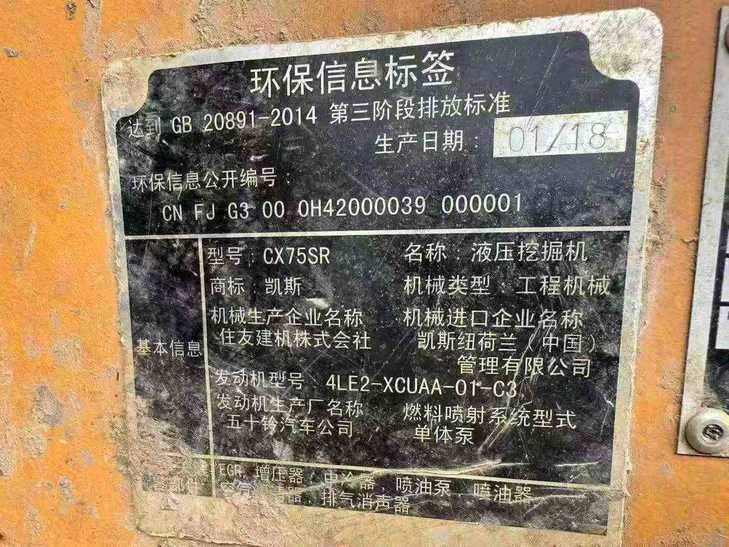 环保信息标签
达到 GB 20891-2014 第三阶段排放标准
生产日期: 01/18
环保信息公开编号:
CN FJ G3 00 0H42000039 000001
基本信息
型号: CX75SR 名称: 液压挖掘机
商标: 凯斯 机械类型: 工程机械
机械生产企业名称 机械进口企业名称
住友建机株式会社 凯斯纽荷兰(中国)
管理有限公司
发动机型号: 4LE2-XCUAA-01-C3
发动机生产厂名称 燃料喷射系统型式
五十铃汽车公司 单体泵
EGR, 增压器, 中冷器, 喷油泵, 喷油器
排气消声器